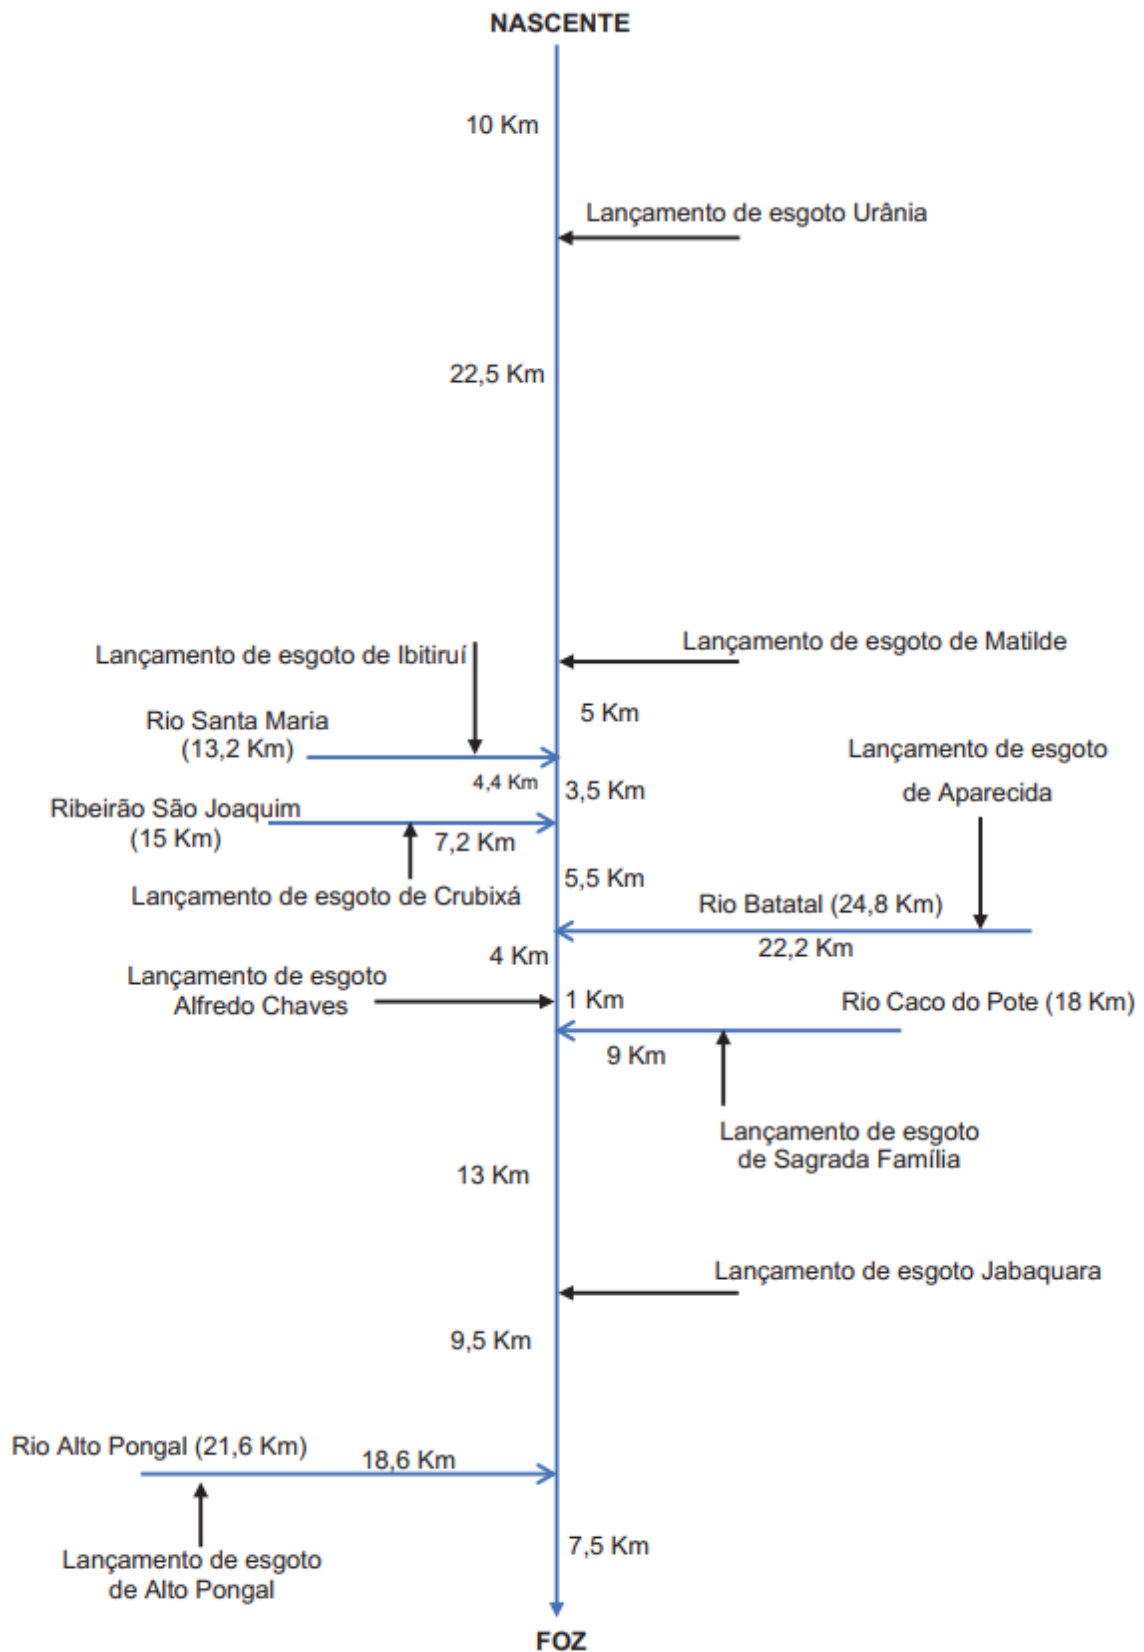 NASCENTE
10 Km
Lançamento de esgoto Urânia
22,5 Km
Lançamento de esgoto de Matilde
Lançamento de esgoto de Ibitiruí
5 Km
Rio Santa Maria
(13,2 Km)
Lançamento de esgoto
de Aparecida
4,4 Km
3,5 Km
Ribeirão São Joaquim
(15 Km)
7,2 Km
Lançamento de esgoto de Crubixá
5,5 Km
Rio Batatal (24,8 Km)
22,2 Km
4 Km
Lançamento de esgoto
Alfredo Chaves
1 Km
Rio Caco do Pote (18 Km)
9 Km
Lançamento de esgoto
de Sagrada Família
13 Km
Lançamento de esgoto Jabaquara
9,5 Km
Rio Alto Pongal (21,6 Km)
18,6 Km
Lançamento de esgoto
de Alto Pongal
7,5 Km
FOZ